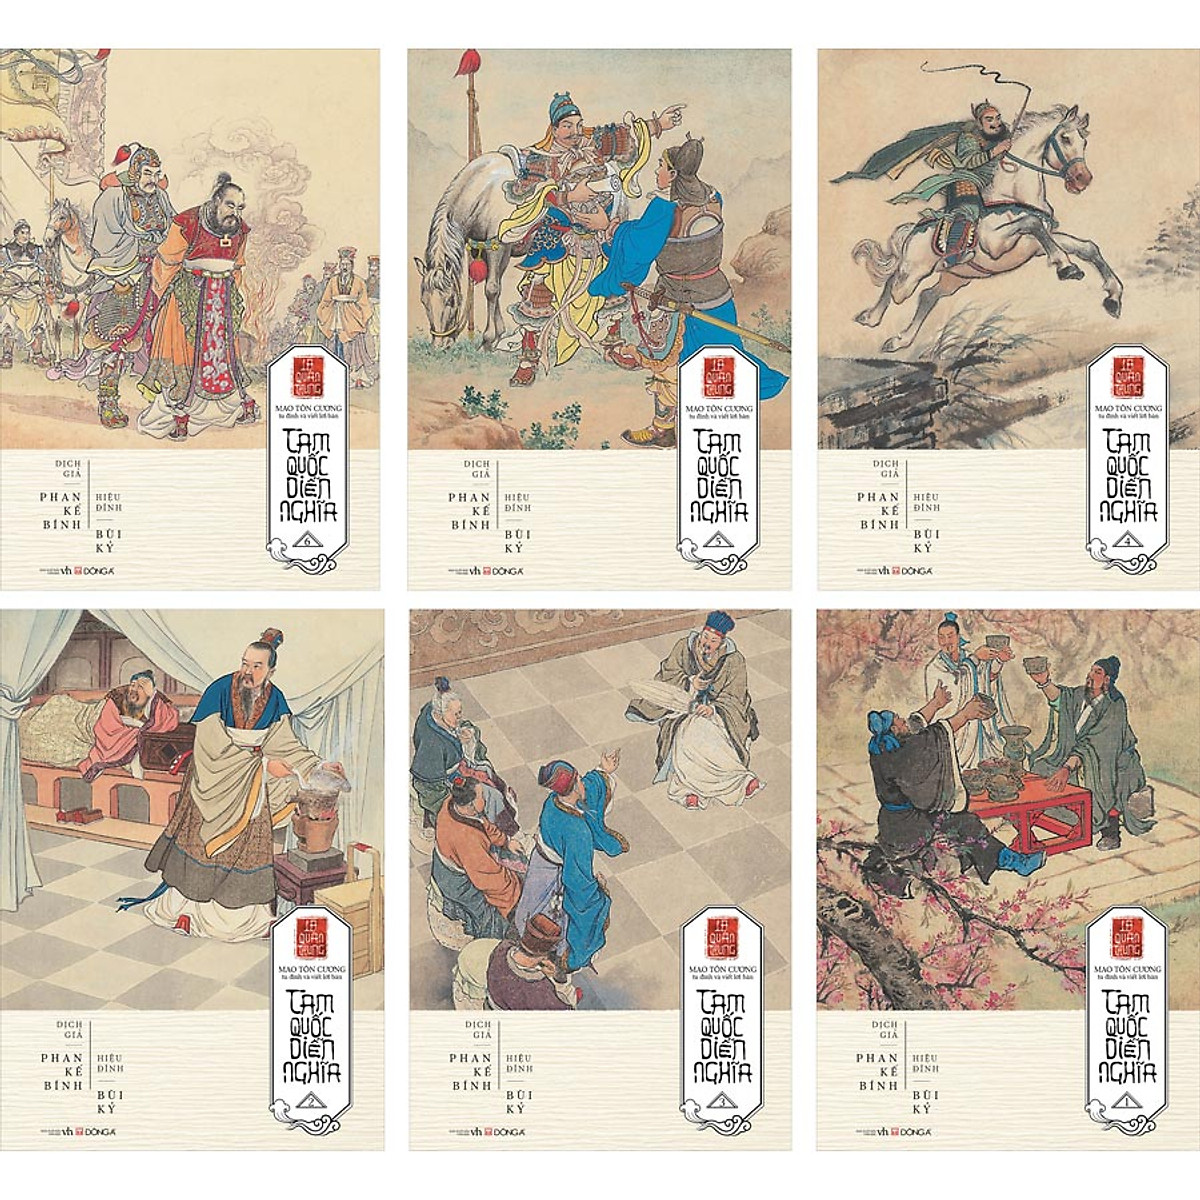 LA
QUÁN
TRUNG
MAO TÔN CƯƠNG
tu đính và viết lời bàn
TAM
QUỐC
DIỄN
NGHĨA
6
DỊCH
GIẢ
PHAN
KẾ
BÍNH
HIỆU
ĐÍNH
BÙI
KỶ
vh ĐÔNG A
LA
QUÁN
TRUNG
MAO TÔN CƯƠNG
tu đính và viết lời bàn
TAM
QUỐC
DIỄN
NGHĨA
5
DỊCH
GIẢ
PHAN
KẾ
BÍNH
HIỆU
ĐÍNH
BÙI
KỶ
vh ĐÔNG A
LA
QUÁN
TRUNG
MAO TÔN CƯƠNG
tu đính và viết lời bàn
TAM
QUỐC
DIỄN
NGHĨA
4
DỊCH
GIẢ
PHAN
KẾ
BÍNH
HIỆU
ĐÍNH
BÙI
KỶ
vh ĐÔNG A
LA
QUÁN
TRUNG
MAO TÔN CƯƠNG
tu đính và viết lời bàn
TAM
QUỐC
DIỄN
NGHĨA
2
DỊCH
GIẢ
PHAN
KẾ
BÍNH
HIỆU
ĐÍNH
BÙI
KỶ
vh ĐÔNG A
LA
QUÁN
TRUNG
MAO TÔN CƯƠNG
tu đính và viết lời bàn
TAM
QUỐC
DIỄN
NGHĨA
3
DỊCH
GIẢ
PHAN
KẾ
BÍNH
HIỆU
ĐÍNH
BÙI
KỶ
vh ĐÔNG A
LA
QUÁN
TRUNG
MAO TÔN CƯƠNG
tu đính và viết lời bàn
TAM
QUỐC
DIỄN
NGHĨA
1
DỊCH
GIẢ
PHAN
KẾ
BÍNH
HIỆU
ĐÍNH
BÙI
KỶ
vh ĐÔNG A